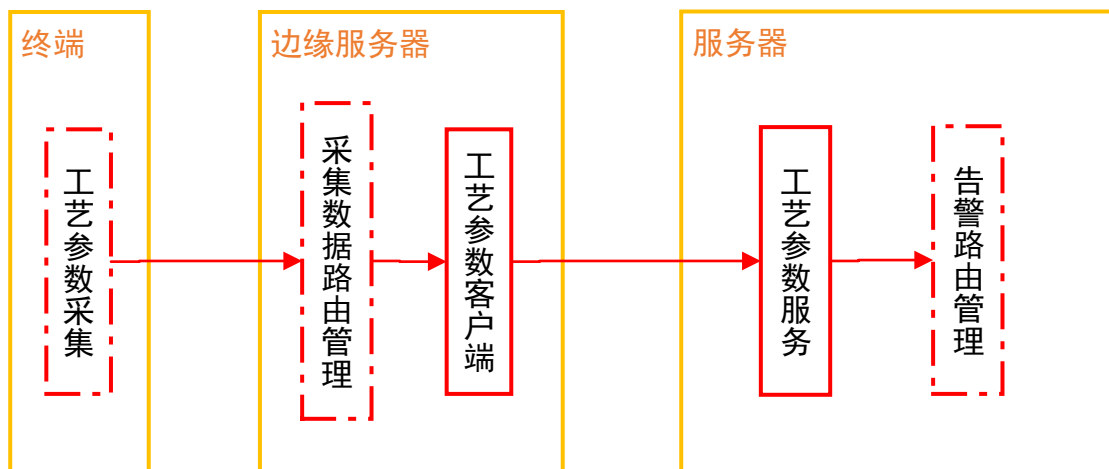 终端
边缘服务器
服务器
工艺参数采集
采集数据路由管理
工艺参数客户端
工艺参数服务
告警路由管理